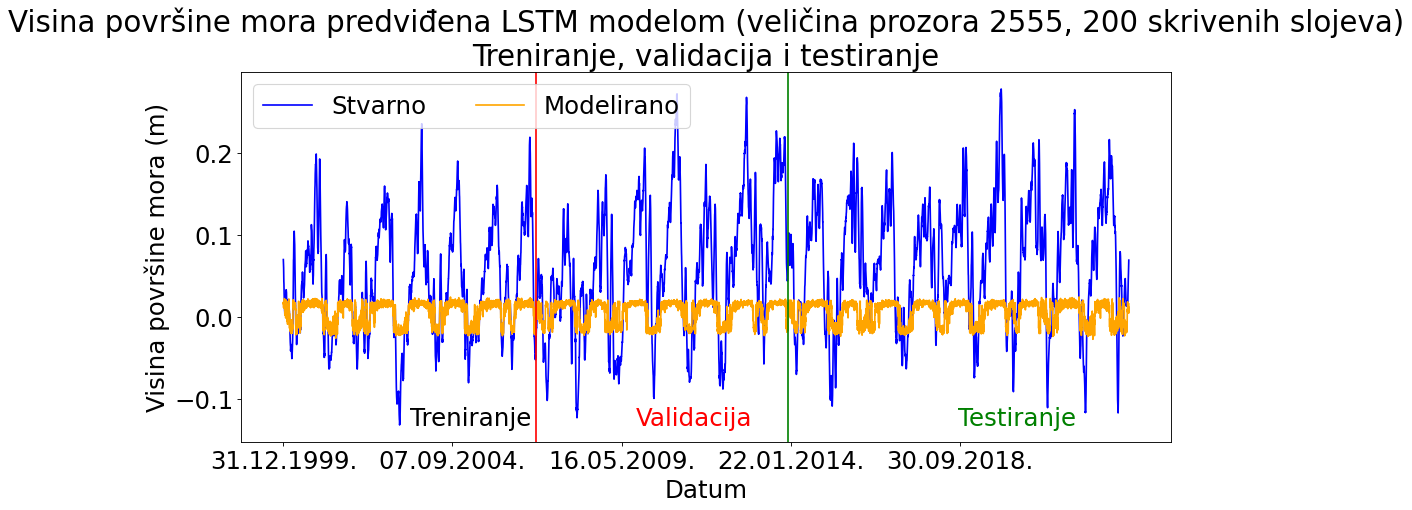 Visina površine mora predviđena LSTM modelom (veličina prozora 2555, 200 skrivenih slojeva)
Treniranje, validacija i testiranje
Stvarno
Modelirano
Visina površine mora (m)
0.2
0.1
0.0
−0.1
Treniranje
Validacija
Testiranje
31.12.1999.
07.09.2004.
16.05.2009.
22.01.2014.
30.09.2018.
Datum